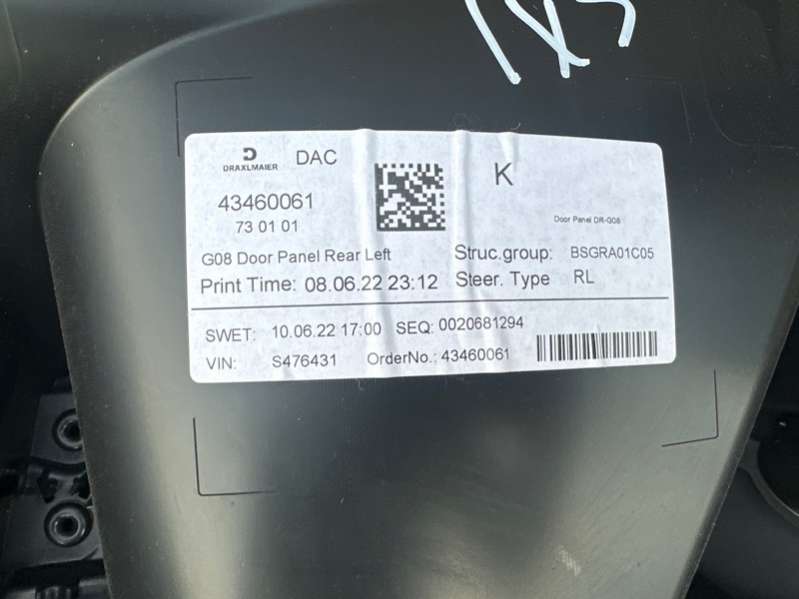 1X5
DRAXLMAIER DAC
K
43460061
73 01 01
Door Panel DR-G08
G08 Door Panel Rear Left Struc.group: BSGRA01C05
Print Time: 08.06.22 23:12 Steer. Type RL
SWET: 10.06.22 17:00 SEQ: 0020681294
VIN: S476431 OrderNo.: 43460061